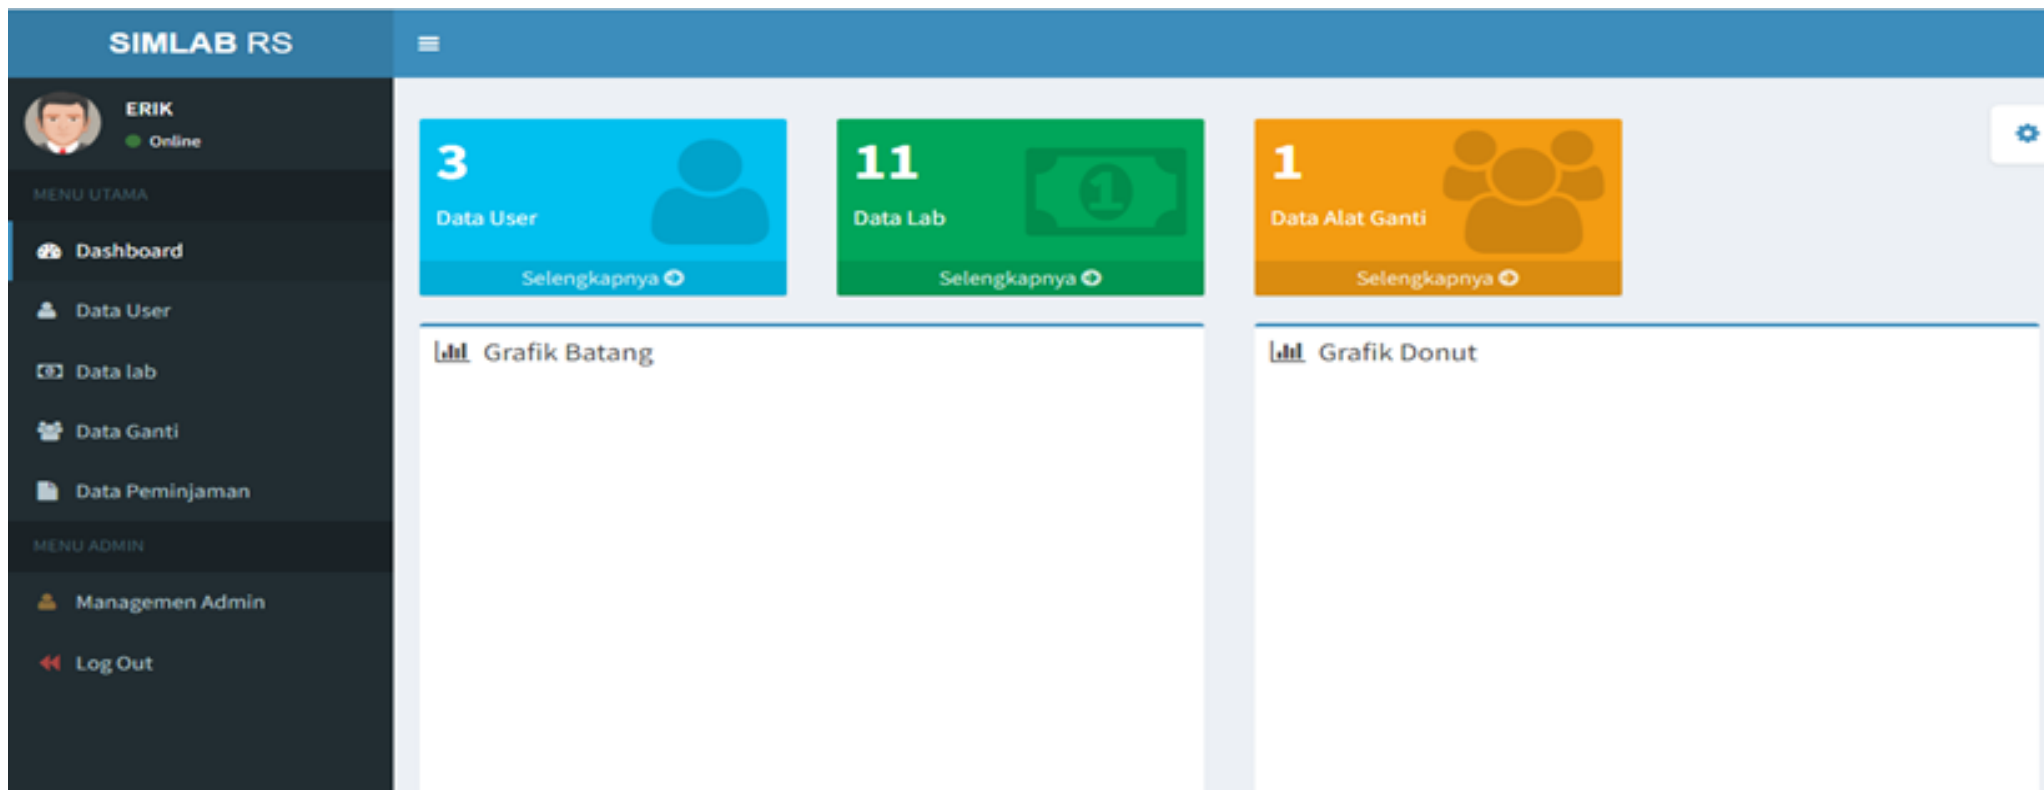 SIMLAB RS
ERIK
Online
MENU UTAMA
Dashboard
Data User
Data lab
Data Ganti
Data Peminjaman
MENU ADMIN
Managemen Admin
Log Out
3
Data User
Selengkapnya
11
1
Data Lab
Selengkapnya
1
Data Alat Ganti
Selengkapnya
Grafik Batang
Grafik Donut